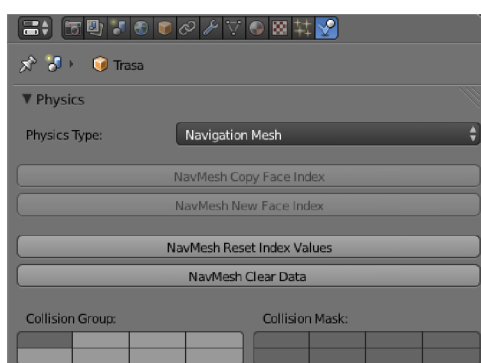 Trasa
Physics
Physics Type: Navigation Mesh
NavMesh Copy Face Index
NavMesh New Face Index
NavMesh Reset Index Values
NavMesh Clear Data
Collision Group: Collision Mask: